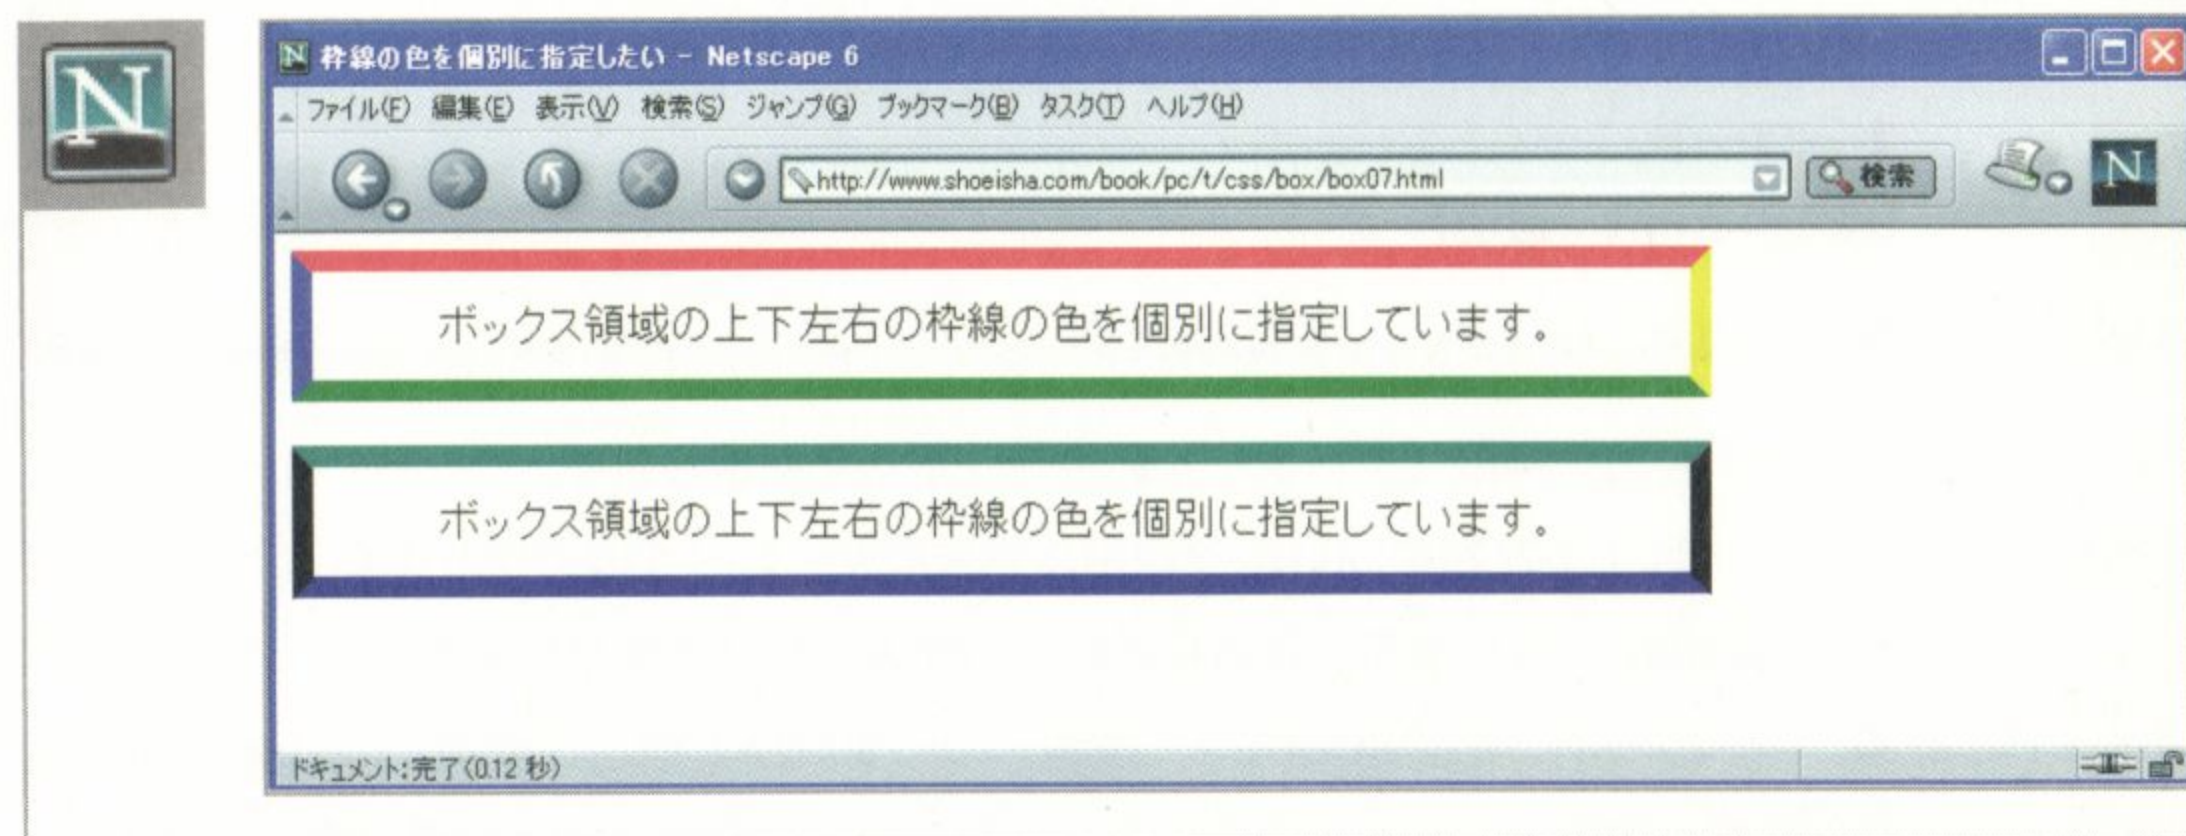 N
枠線の色を個別に指定したい - Netscape 6
ファイル(F) 編集(E) 表示(V) 検索(S) ジャンプ(G) ブックマーク(B) タスク(T) ヘルプ(H)
http://www.shoeisha.com/book/pc/t/css/box/box07.html 検索 N
ボックス領域の上下左右の枠線の色を個別に指定しています。
ボックス領域の上下左右の枠線の色を個別に指定しています。
ドキュメント:完了(0.12 秒)